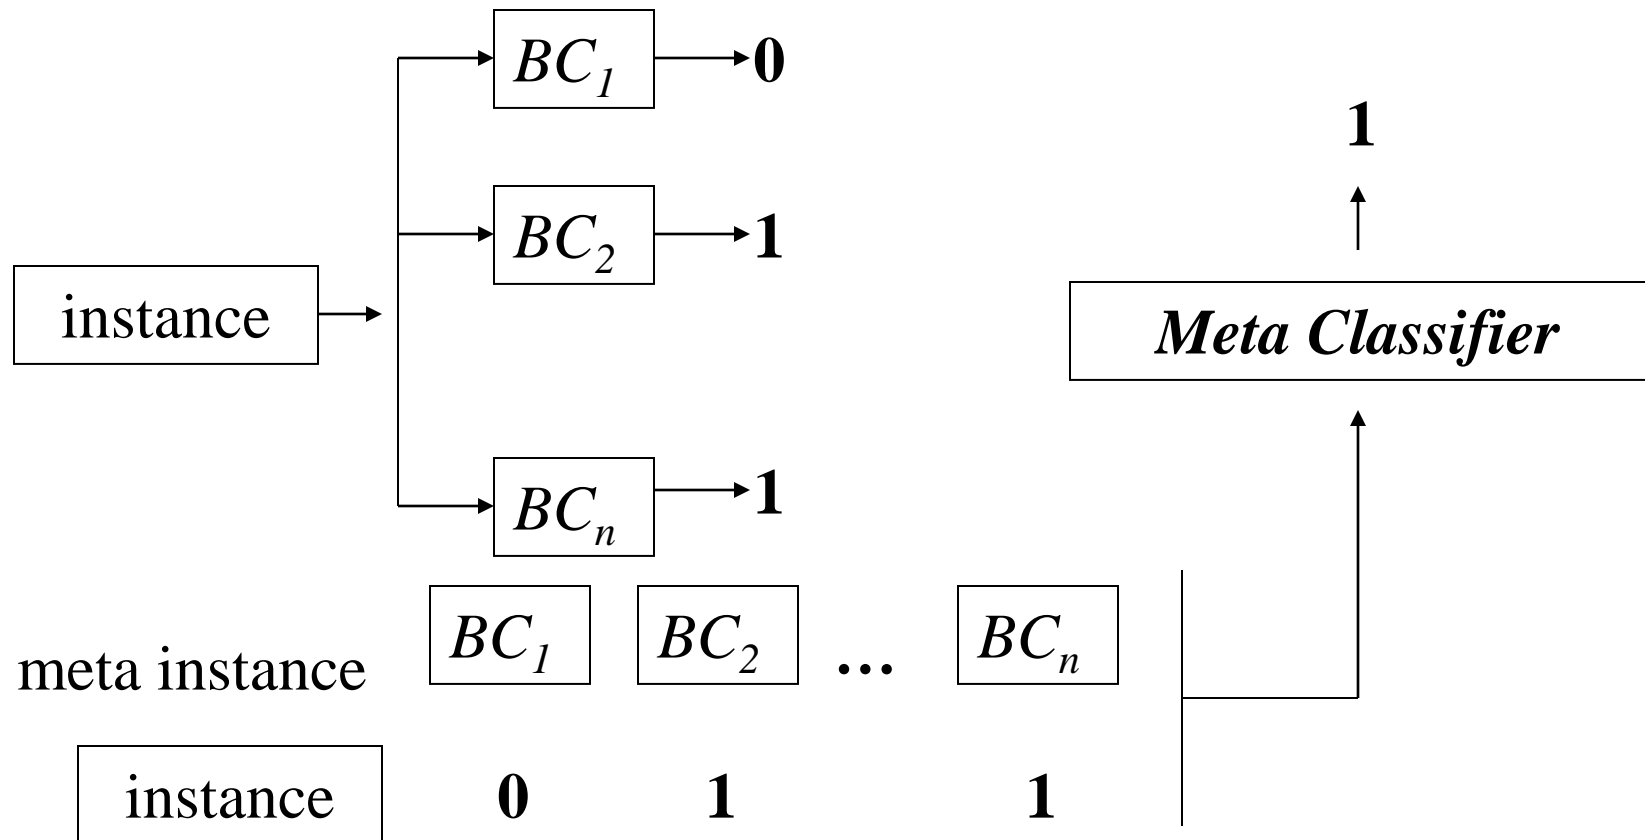 BC1 0
1
BC2 1
instance
Meta Classifier
BCn 1
BC1 BC2 ... BCn
meta instance
instance 0 1 1